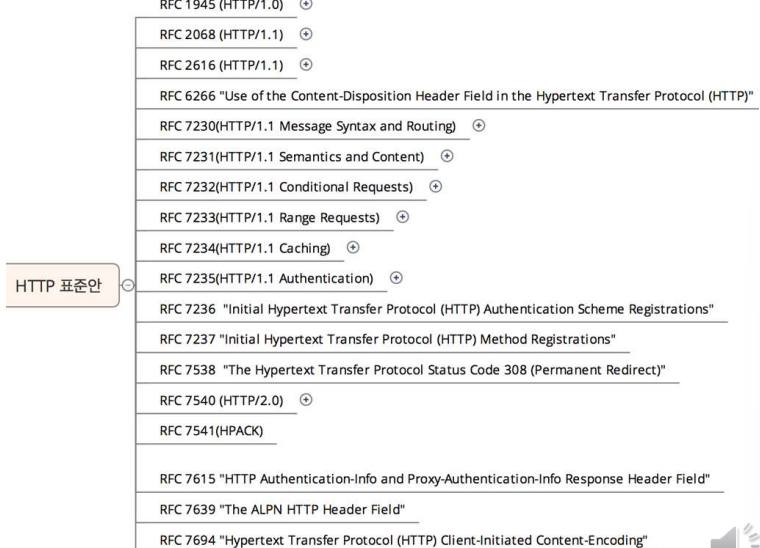 RFC 1945 (HTTP/1.0)
RFC 2068 (HTTP/1.1)
RFC 2616 (HTTP/1.1)
RFC 6266 "Use of the Content-Disposition Header Field in the Hypertext Transfer Protocol (HTTP)"
RFC 7230(HTTP/1.1 Message Syntax and Routing)
RFC 7231(HTTP/1.1 Semantics and Content)
RFC 7232(HTTP/1.1 Conditional Requests)
RFC 7233(HTTP/1.1 Range Requests)
RFC 7234(HTTP/1.1 Caching)
HTTP 표준안
RFC 7235(HTTP/1.1 Authentication)
RFC 7236 "Initial Hypertext Transfer Protocol (HTTP) Authentication Scheme Registrations"
RFC 7237 "Initial Hypertext Transfer Protocol (HTTP) Method Registrations"
RFC 7538 "The Hypertext Transfer Protocol Status Code 308 (Permanent Redirect)"
RFC 7540 (HTTP/2.0)
RFC 7541(HPACK)
RFC 7615 "HTTP Authentication-Info and Proxy-Authentication-Info Response Header Field"
RFC 7639 "The ALPN HTTP Header Field"
RFC 7694 "Hypertext Transfer Protocol (HTTP) Client-Initiated Content-Encoding"